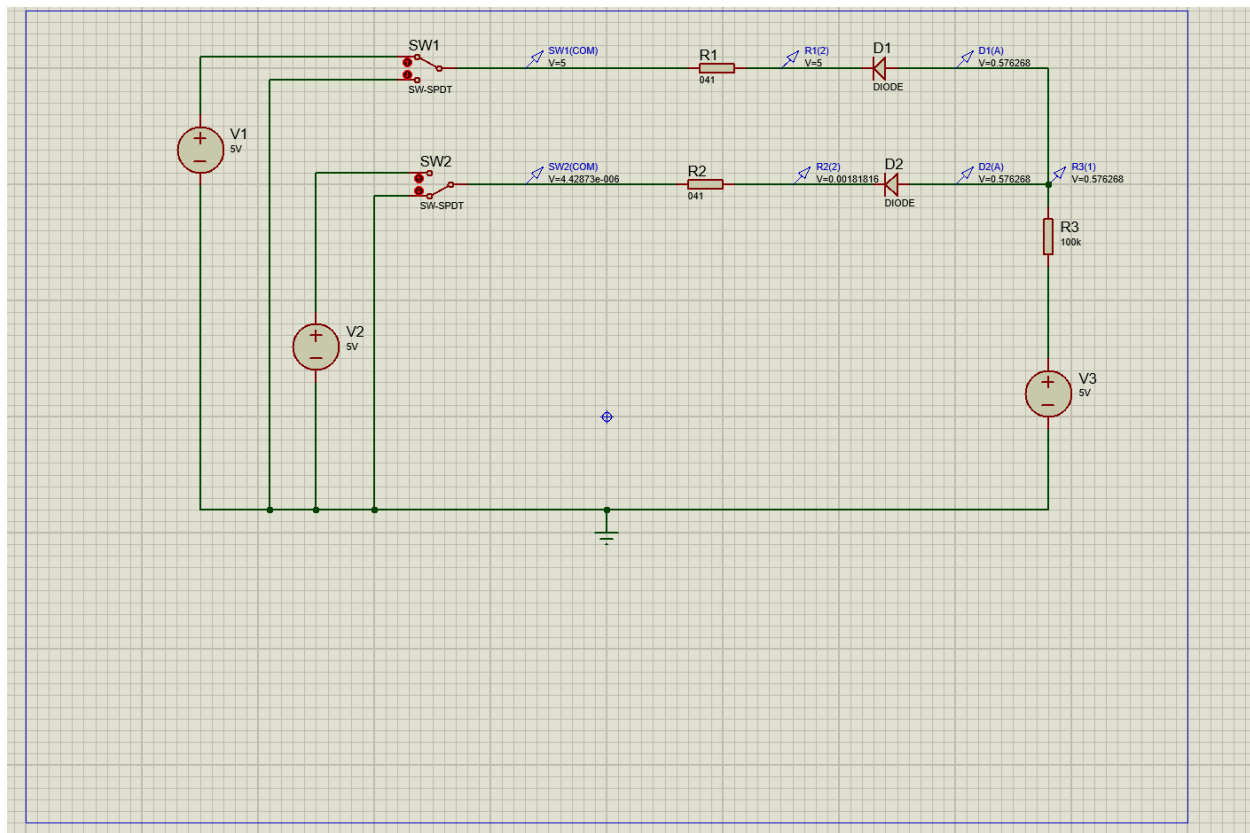 SW1
SW1(COM)
V=5
R1
R1(2)
V=5
D1
D1(A)
V=0.576268
041
DIODE
SW-SPDT
V1
5V
SW2
SW2(COM)
V=4.42873e-006
R2
R2(2)
V=0.00181816
D2
D2(A)
V=0.576268
R3(1)
V=0.576268
041
DIODE
SW-SPDT
R3
100k
V2
5V
V3
5V